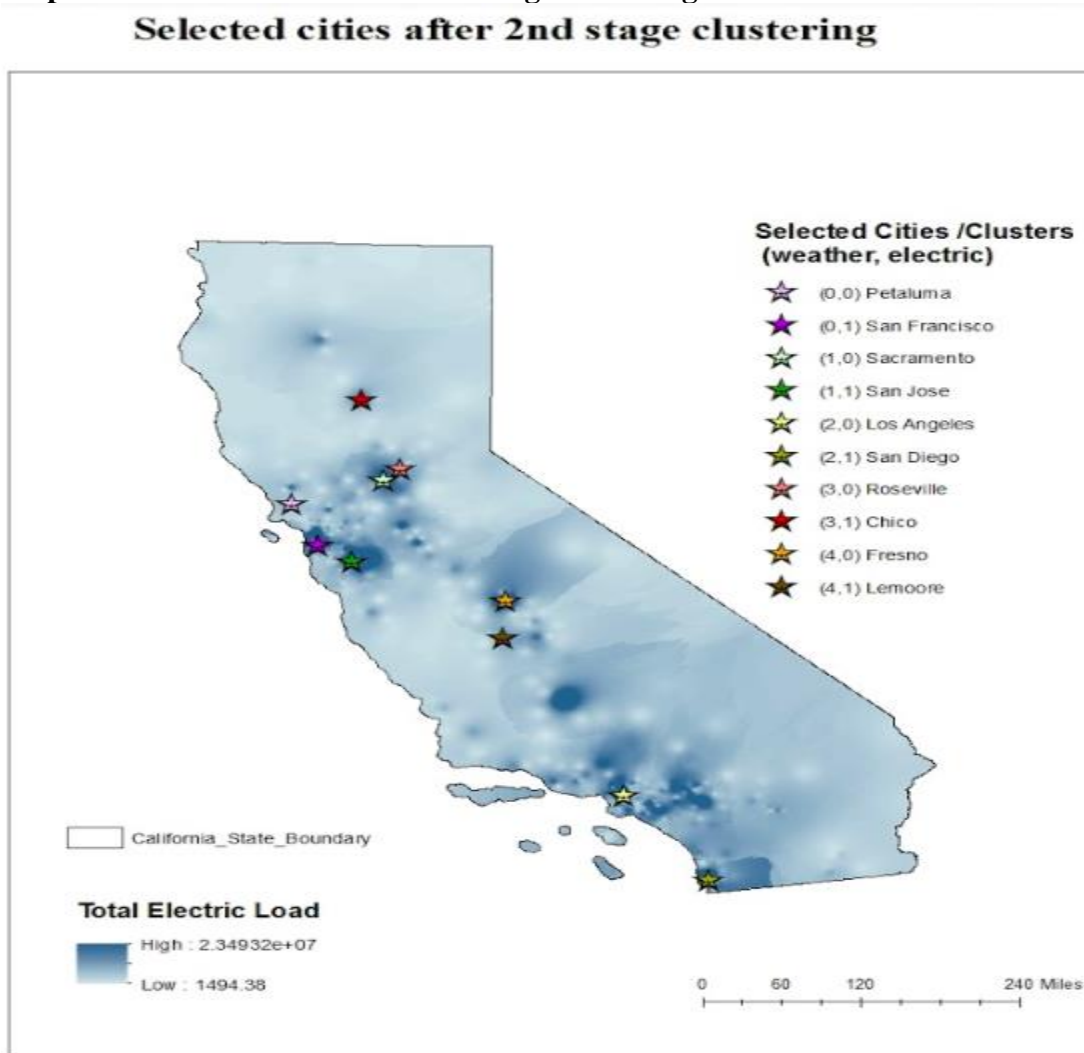 Selected cities after 2nd stage clustering
Selected Cities /Clusters
(weather, electric)
(0,0) Petaluma
(0,1) San Francisco
(1,0) Sacramento
(1,1) San Jose
(2,0) Los Angeles
(2,1) San Diego
(3,0) Roseville
(3,1) Chico
(4,0) Fresno
(4,1) Lemoore
California_State_Boundary
Total Electric Load
High : 2.34932e+07
Low : 1494.38
0 60 120 240 Miles